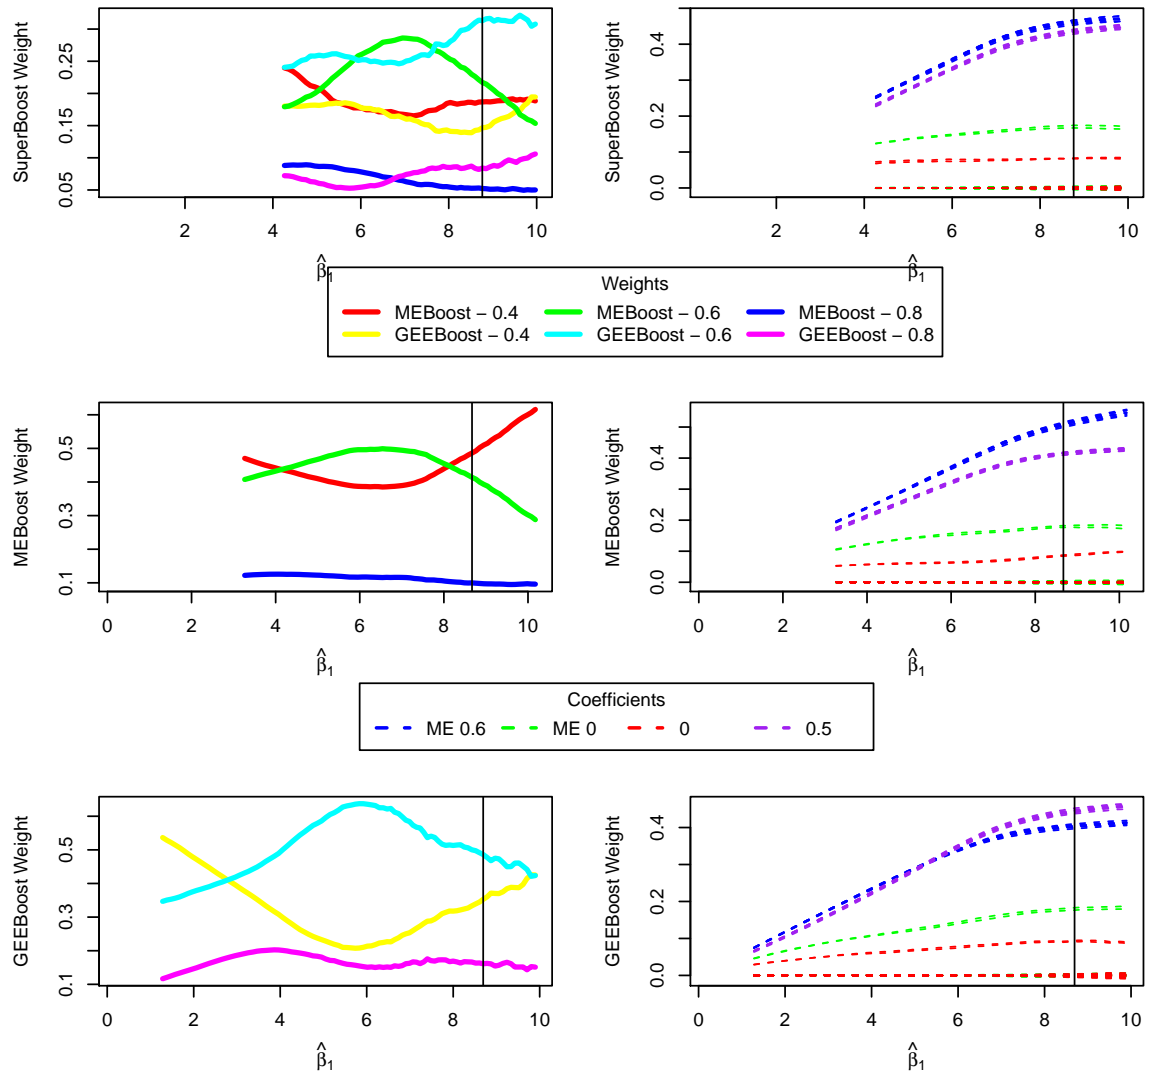 SuperBoost Weight
0.05 0.15 0.25
2 4 6 8 10
β̂1
SuperBoost Weight
0.0 0.2 0.4
2 4 6 8 10
β̂1
Weights
MEBoost − 0.4 MEBoost − 0.6 MEBoost − 0.8
GEEBoost − 0.4 GEEBoost − 0.6 GEEBoost − 0.8
MEBoost Weight
0.1 0.3 0.5
0 2 4 6 8 10
β̂1
MEBoost Weight
0.0 0.2 0.4
0 2 4 6 8 10
β̂1
Coefficients
ME 0.6 ME 0 0 0.5
GEEBoost Weight
0.1 0.3 0.5
0 2 4 6 8 10
β̂1
GEEBoost Weight
0.0 0.2 0.4
0 2 4 6 8 10
β̂1